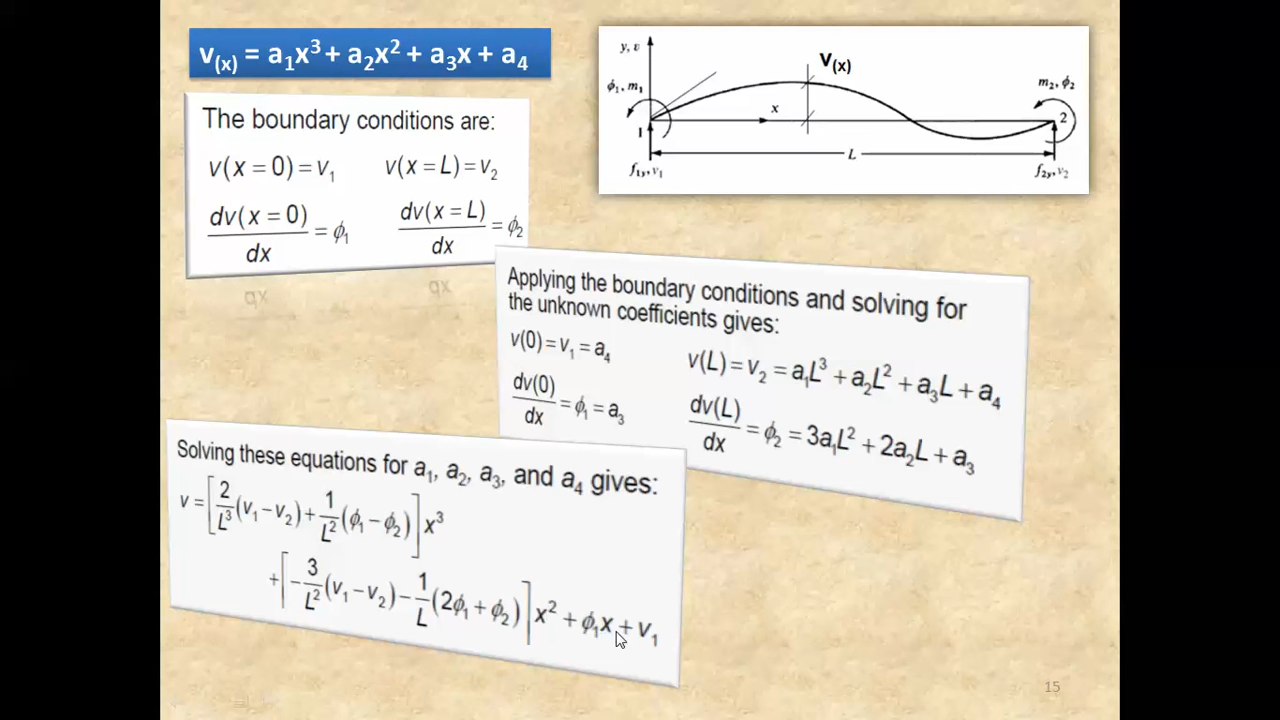 v(x) = a₁x³ + a₂x² + a₃x + a₄
The boundary conditions are:
v(x = 0) = v₁ v(x = L) = v₂
dv(x = 0)/dx = ϕ₁ dv(x = L)/dx = ϕ₂
y, v
V(x)
ϕ₁, m₁
m₂, ϕ₂
x
1
2
L
f₁y, v₁
f₂y, v₂
Applying the boundary conditions and solving for
the unknown coefficients gives:
v(0) = v₁ = a₄ v(L) = v₂ = a₁L³ + a₂L² + a₃L + a₄
dv(0)/dx = ϕ₁ = a₃ dv(L)/dx = ϕ₂ = 3a₁L² + 2a₂L + a₃
Solving these equations for a₁, a₂, a₃, and a₄ gives:
v = [2/L³(v₁ − v₂) + 1/L²(ϕ₁ − ϕ₂)]x³
+[−3/L²(v₁ − v₂) − 1/L(2ϕ₁ + ϕ₂)]x² + ϕ₁x + v₁
15